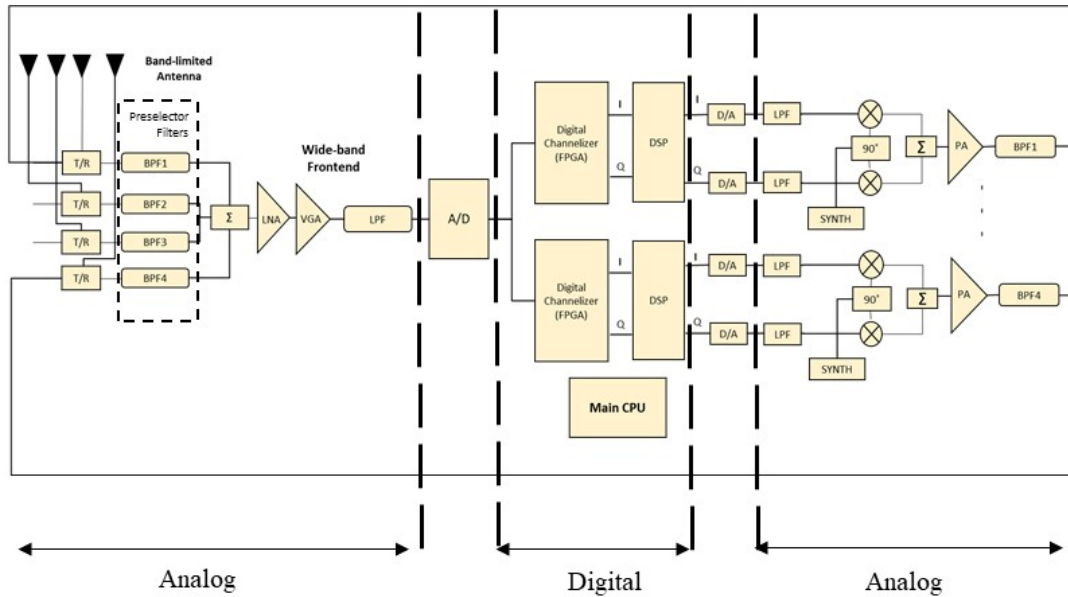 Band-limited
Antenna
Preselector
Filters
Wide-band
Frontend
T/R
BPF1
T/R
BPF2
T/R
BPF3
T/R
BPF4
Σ
LNA
VGA
LPF
A/D
Digital
Channelizer
(FPGA)
I
Q
DSP
I
Q
D/A
D/A
LPF
LPF
90°
SYNTH
Σ
PA
BPF1
Digital
Channelizer
(FPGA)
I
Q
DSP
I
Q
D/A
D/A
LPF
LPF
90°
SYNTH
Σ
PA
BPF4
Main CPU
Analog
Digital
Analog